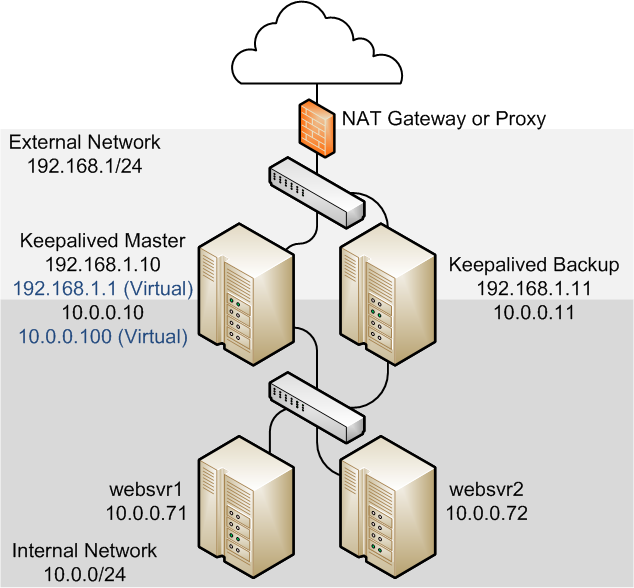 NAT Gateway or Proxy
External Network
192.168.1/24
Keepalived Master
192.168.1.10
192.168.1.1 (Virtual)
10.0.0.10
10.0.0.100 (Virtual)
Keepalived Backup
192.168.1.11
10.0.0.11
websvr1
10.0.0.71
websvr2
10.0.0.72
Internal Network
10.0.0/24